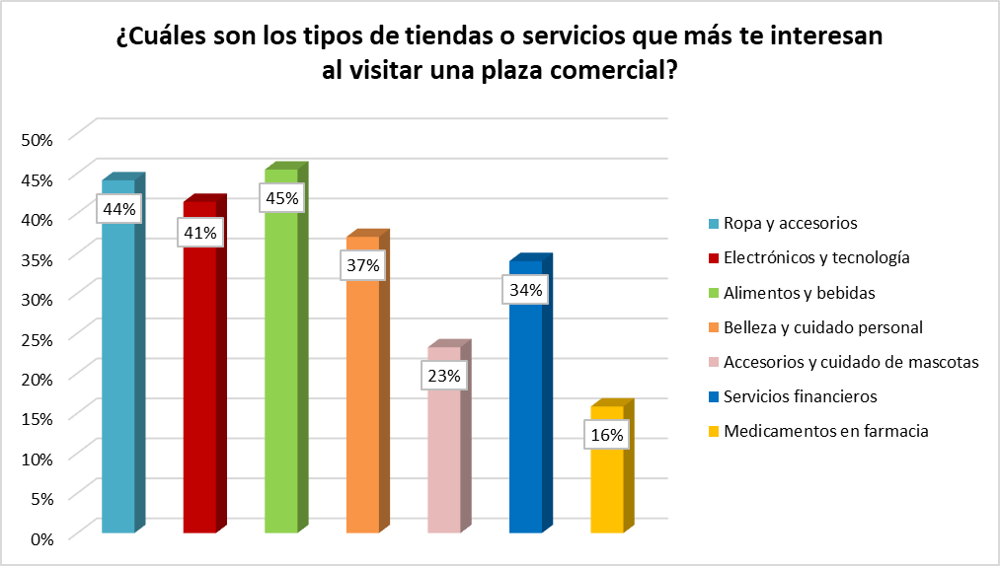 ¿Cuáles son los tipos de tiendas o servicios que más te interesan
al visitar una plaza comercial?
50%
45%
40%
35%
30%
25%
20%
15%
10%
5%
0%
44%
41%
45%
37%
23%
34%
16%
Ropa y accesorios
Electrónicos y tecnología
Alimentos y bebidas
Belleza y cuidado personal
Accesorios y cuidado de mascotas
Servicios financieros
Medicamentos en farmacia